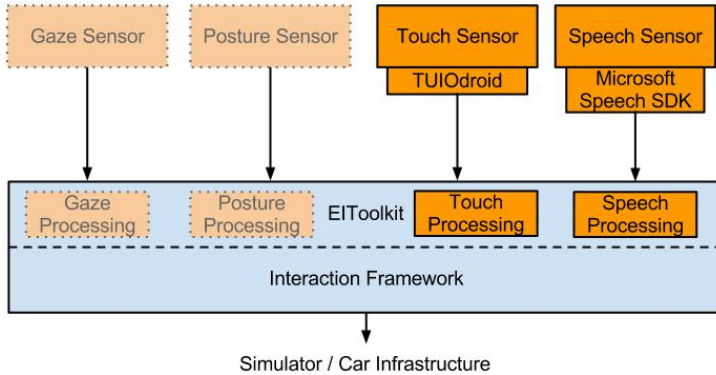 Gaze Sensor
Posture Sensor
Touch Sensor
Speech Sensor
TUIOdroid
Microsoft
Speech SDK
Gaze
Processing
Posture
Processing
EIToolkit
Touch
Processing
Speech
Processing
Interaction Framework
Simulator / Car Infrastructure